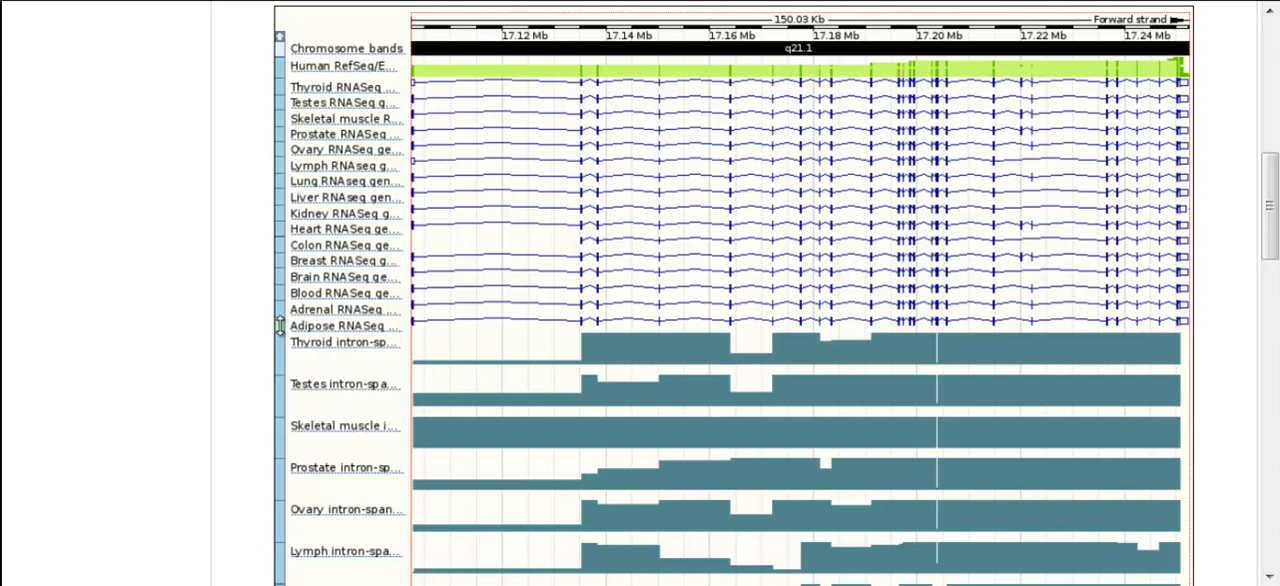 150.03 Kb Forward strand
17.12 Mb 17.14 Mb 17.16 Mb 17.18 Mb 17.20 Mb 17.22 Mb 17.24 Mb
Chromosome bands q21.1
Human RefSeq/E...
Thyroid RNASeq ...
Testes RNASeq g...
Skeletal muscle R...
Prostate RNASeq ...
Ovary RNASeq ge...
Lymph RNASeq g...
Lung RNAseq gen...
Liver RNAseq gen...
Kidney RNASeq g...
Heart RNASeq ge...
Colon RNASeq ge...
Breast RNASeq g...
Brain RNASeq ge...
Blood RNASeq ge...
Adrenal RNASeq ...
Adipose RNASeq ...
Thyroid intron-sp...
Testes intron-spa...
Skeletal muscle i...
Prostate intron-sp...
Ovary intron-span...
Lymph intron-spa...